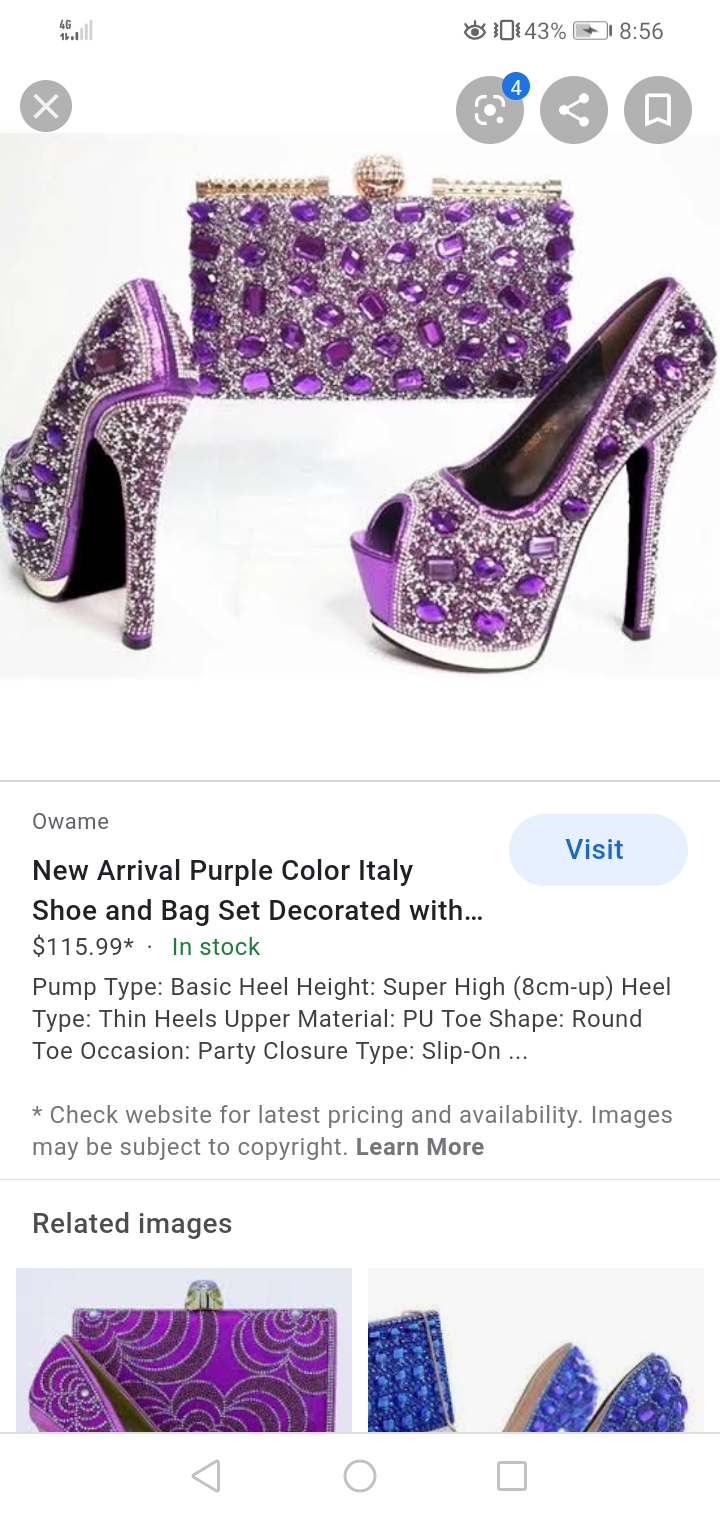 4G
43%
8:56
4
Owame
Visit
New Arrival Purple Color Italy
Shoe and Bag Set Decorated with...
$115.99* · In stock
Pump Type: Basic Heel Height: Super High (8cm-up) Heel
Type: Thin Heels Upper Material: PU Toe Shape: Round
Toe Occasion: Party Closure Type: Slip-On ...
* Check website for latest pricing and availability. Images
may be subject to copyright. Learn More
Related images